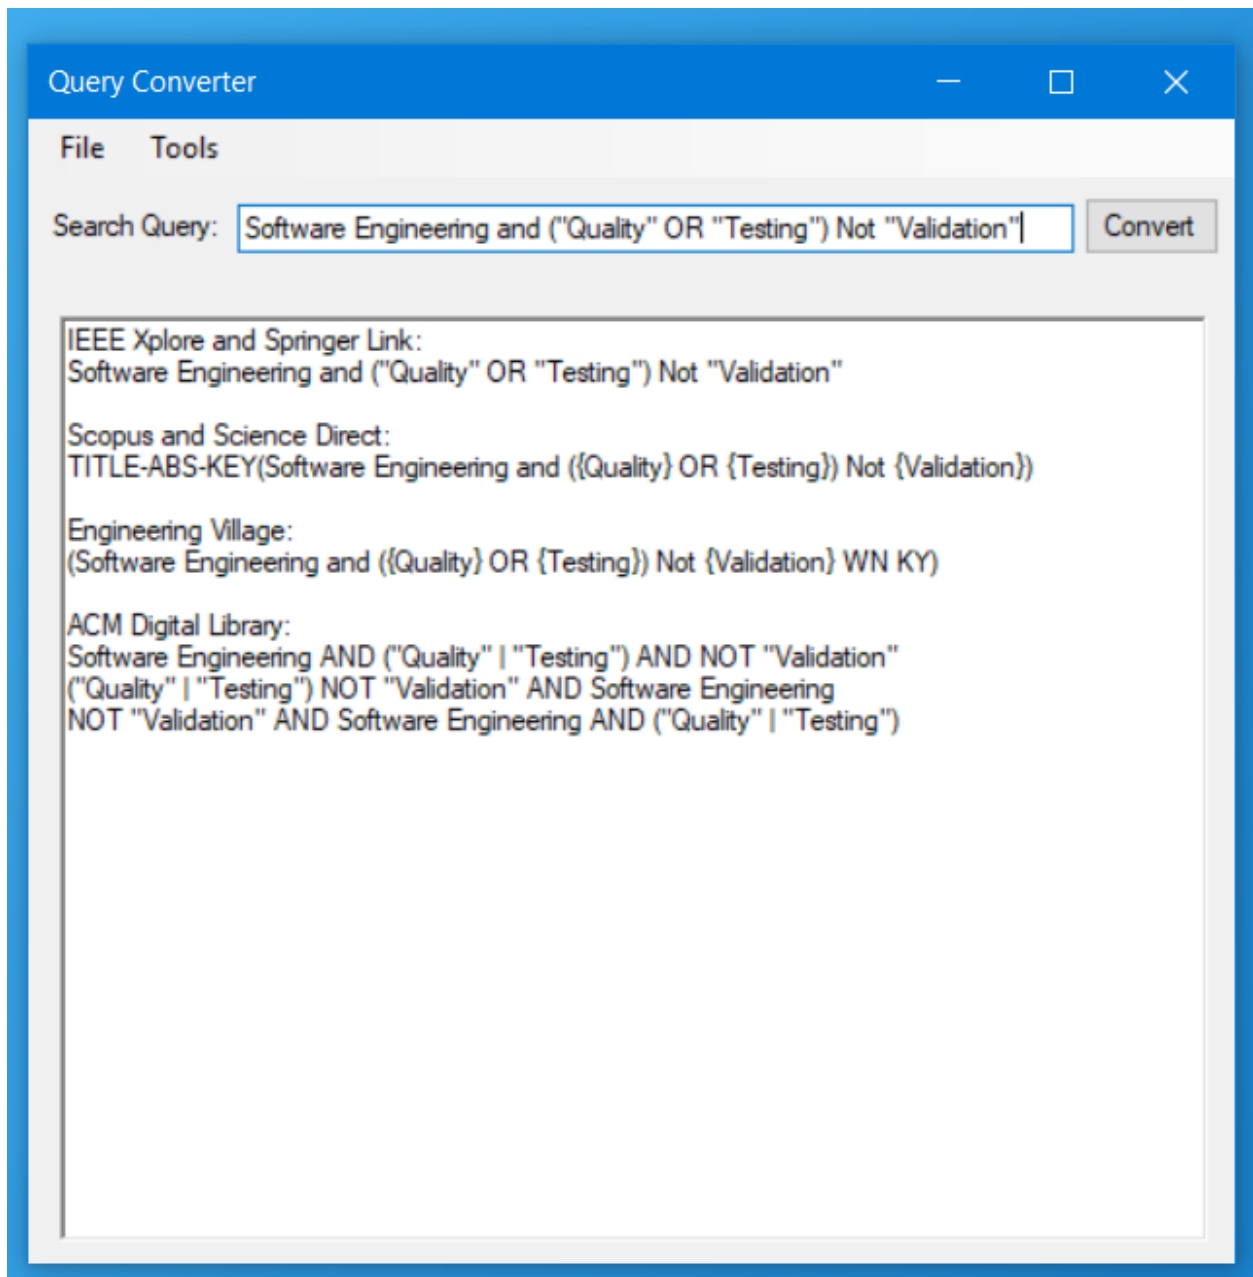 Query Converter
File Tools
Search Query: Software Engineering and ("Quality" OR "Testing") Not "Validation" Convert
IEEE Xplore and Springer Link:
Software Engineering and ("Quality" OR "Testing") Not "Validation"
Scopus and Science Direct:
TITLE-ABS-KEY(Software Engineering and ({Quality} OR {Testing}) Not {Validation})
Engineering Village:
(Software Engineering and ({Quality} OR {Testing}) Not {Validation} WN KY)
ACM Digital Library:
Software Engineering AND ("Quality" | "Testing") AND NOT "Validation"
("Quality" | "Testing") NOT "Validation" AND Software Engineering
NOT "Validation" AND Software Engineering AND ("Quality" | "Testing")